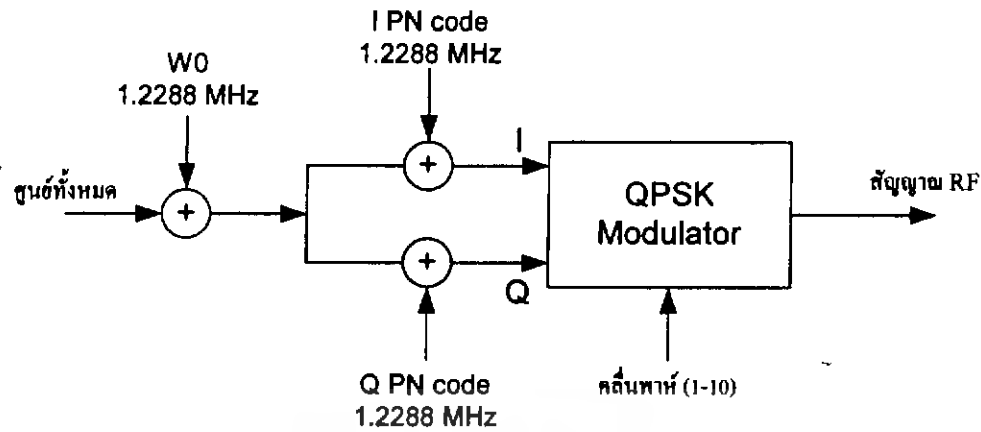 I PN code
1.2288 MHz
W0
1.2288 MHz
I
ศูนย์ทั้งหมด
+
+
QPSK
Modulator
สัญญาณ RF
+
Q
Q PN code
1.2288 MHz
คลื่นพาห์ (1-10)